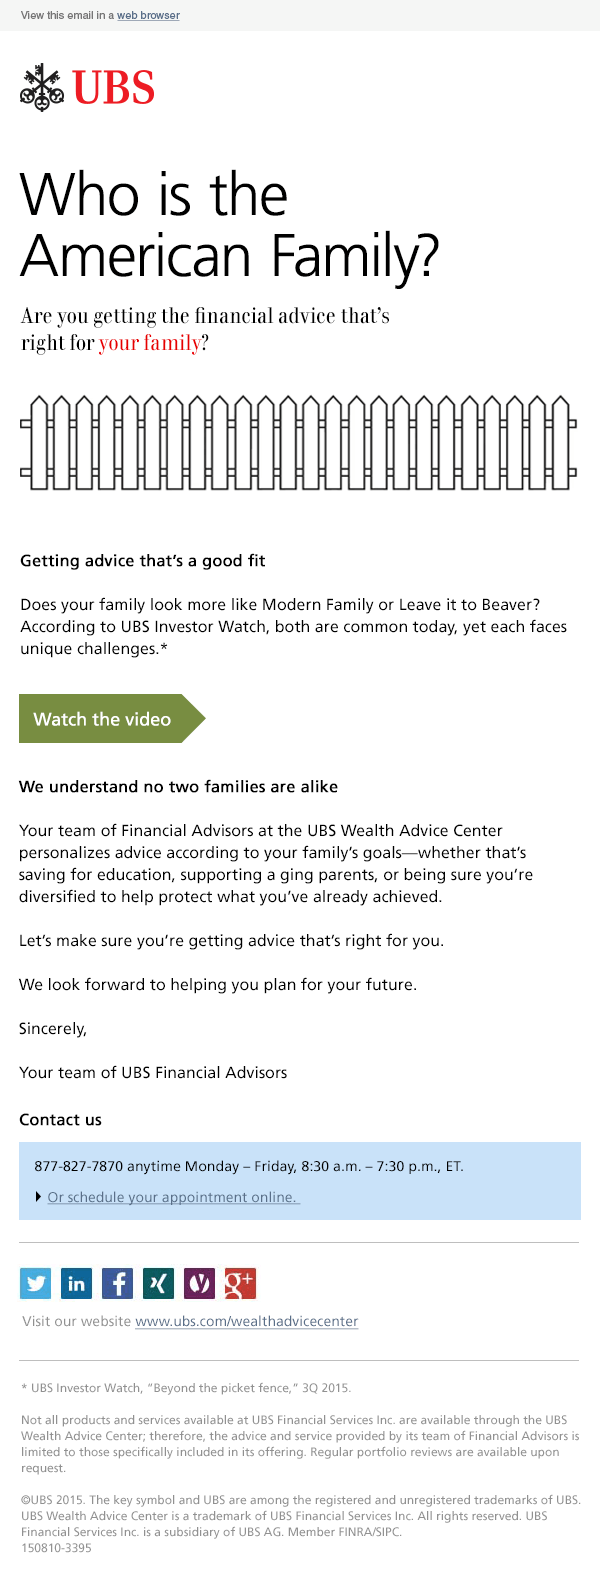 View this email in a web browser
UBS
Who is the
American Family?
Are you getting the financial advice that's
right for your family?
Getting advice that's a good fit
Does your family look more like Modern Family or Leave it to Beaver?
According to UBS Investor Watch, both are common today, yet each faces
unique challenges.*
Watch the video
We understand no two families are alike
Your team of Financial Advisors at the UBS Wealth Advice Center
personalizes advice according to your family's goals—whether that's
saving for education, supporting a ging parents, or being sure you're
diversified to help protect what you've already achieved.
Let's make sure you're getting advice that's right for you.
We look forward to helping you plan for your future.
Sincerely,
Your team of UBS Financial Advisors
Contact us
877-827-7870 anytime Monday – Friday, 8:30 a.m. – 7:30 p.m., ET.
Or schedule your appointment online.
in f g+
Visit our website www.ubs.com/wealthadvicecenter
* UBS Investor Watch, "Beyond the picket fence," 3Q 2015.
Not all products and services available at UBS Financial Services Inc. are available through the UBS
Wealth Advice Center; therefore, the advice and service provided by its team of Financial Advisors is
limited to those specifically included in its offering. Regular portfolio reviews are available upon
request.
©UBS 2015. The key symbol and UBS are among the registered and unregistered trademarks of UBS.
UBS Wealth Advice Center is a trademark of UBS Financial Services Inc. All rights reserved. UBS
Financial Services Inc. is a subsidiary of UBS AG. Member FINRA/SIPC.
150810-3395